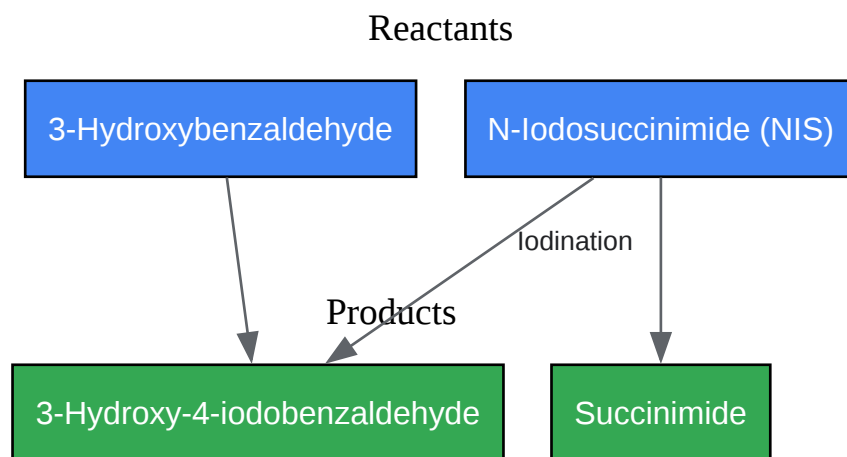 Reactants
3-Hydroxybenzaldehyde
N-Iodosuccinimide (NIS)
Iodination
Products
3-Hydroxy-4-iodobenzaldehyde
Succinimide